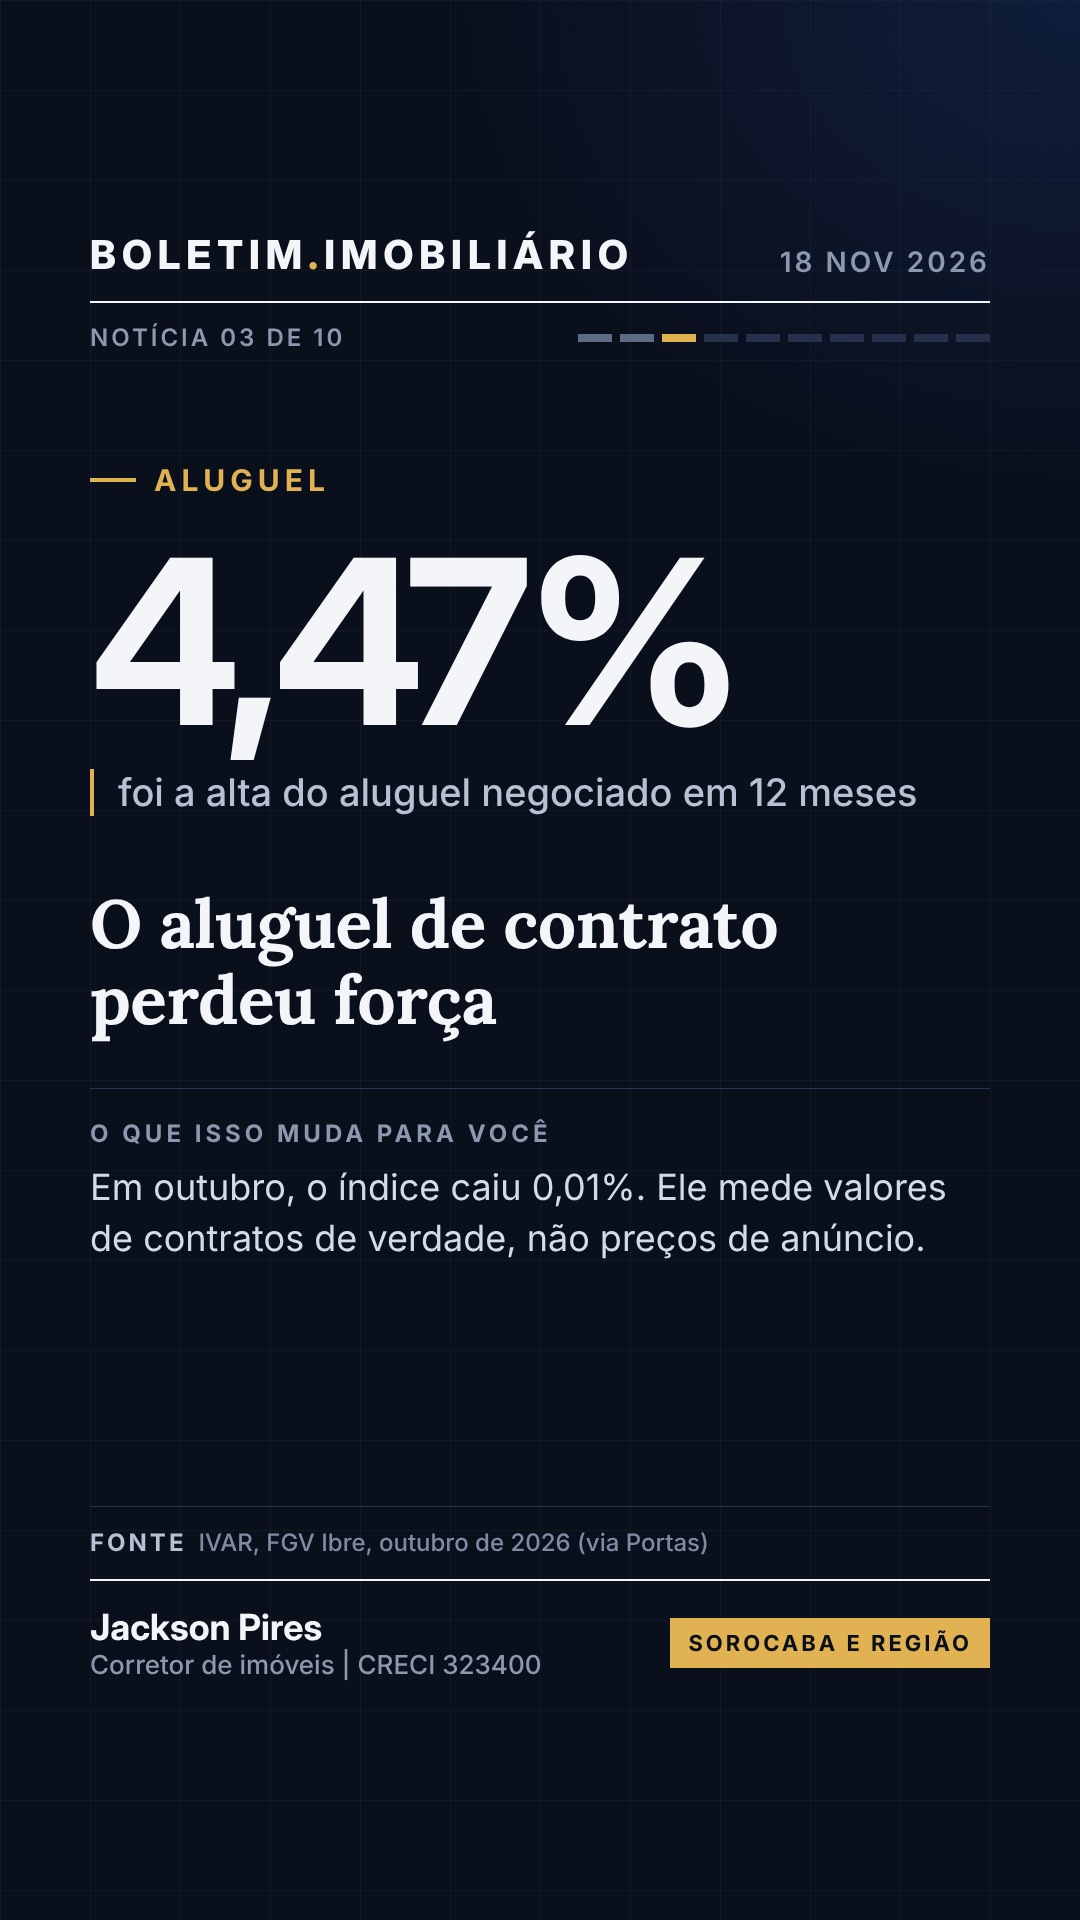 BOLETIM.IMOBILIÁRIO
18 NOV 2026
NOTÍCIA 03 DE 10
ALUGUEL
4,47%
foi a alta do aluguel negociado em 12 meses
O aluguel de contrato
perdeu força
O QUE ISSO MUDA PARA VOCÊ
Em outubro, o índice caiu 0,01%. Ele mede valores
de contratos de verdade, não preços de anúncio.
FONTE IVAR, FGV Ibre, outubro de 2026 (via Portas)
Jackson Pires
Corretor de imóveis | CRECI 323400
SOROCABA E REGIÃO